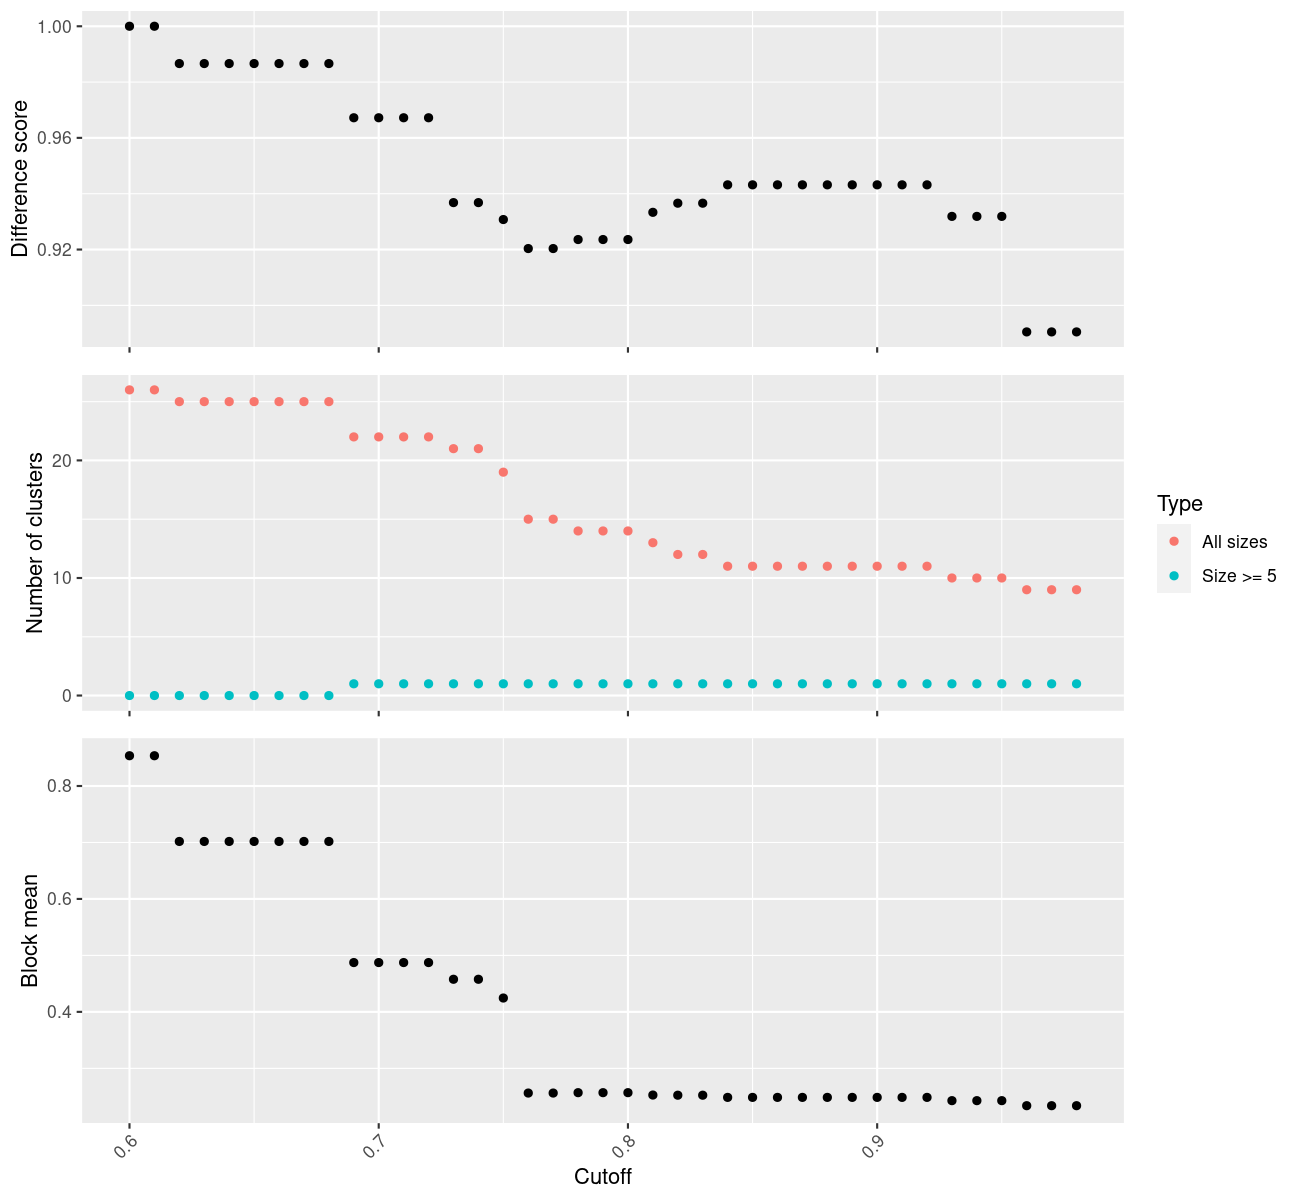 1.00
0.96
0.92
Difference score
20
10
0
Number of clusters
Type
All sizes
Size >= 5
0.8
0.6
0.4
Block mean
0.6
0.7
0.8
0.9
Cutoff